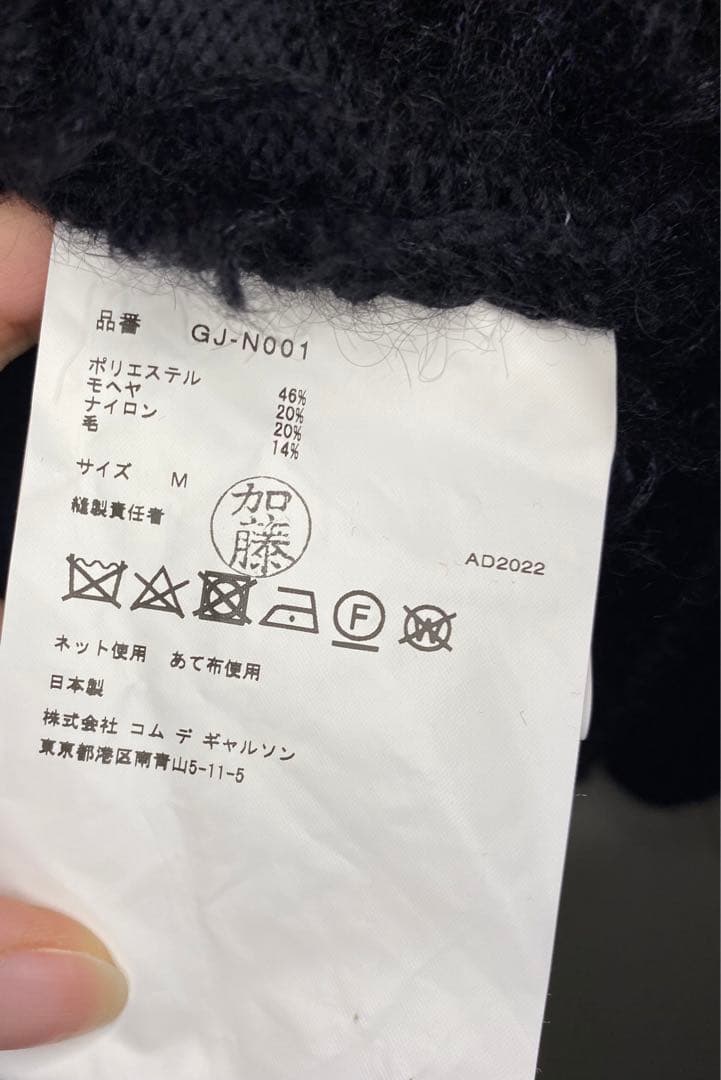 品番 GJ-N001
ポリエステル 46%
モヘヤ 20%
ナイロン 20%
毛 14%
サイズ M
縫製責任者 加藤
AD2022
F W
ネット使用 あて布使用
日本製
株式会社 コム デ ギャルソン
東京都港区南青山5-11-5